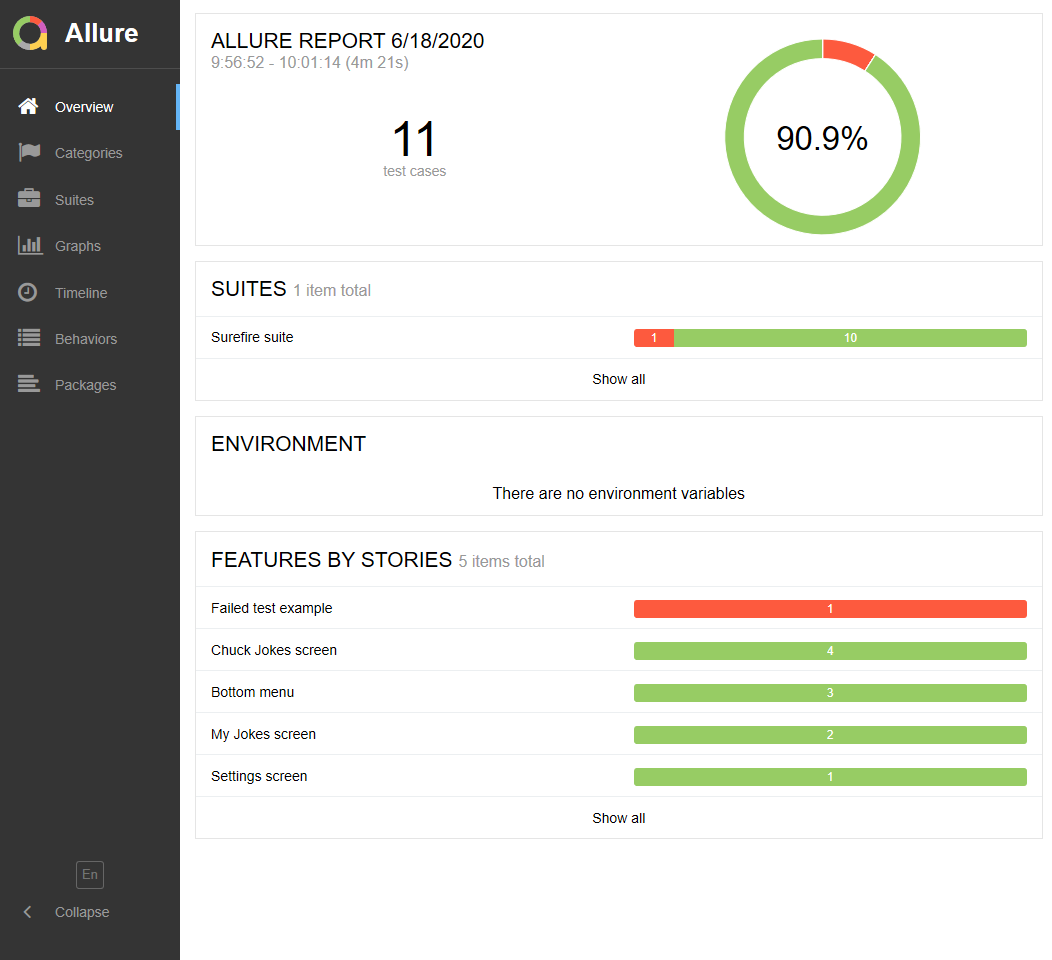 Allure
Overview
Categories
Suites
Graphs
Timeline
Behaviors
Packages
En
Collapse
ALLURE REPORT 6/18/2020
9:56:52 - 10:01:14 (4m 21s)
11
test cases
90.9%
SUITES 1 item total
Surefire suite 1 10
Show all
ENVIRONMENT
There are no environment variables
FEATURES BY STORIES 5 items total
Failed test example 1
Chuck Jokes screen 4
Bottom menu 3
My Jokes screen 2
Settings screen 1
Show all